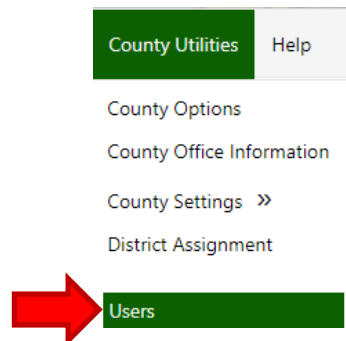 County Utilities Help
County Options
County Office Information
County Settings »
District Assignment
Users